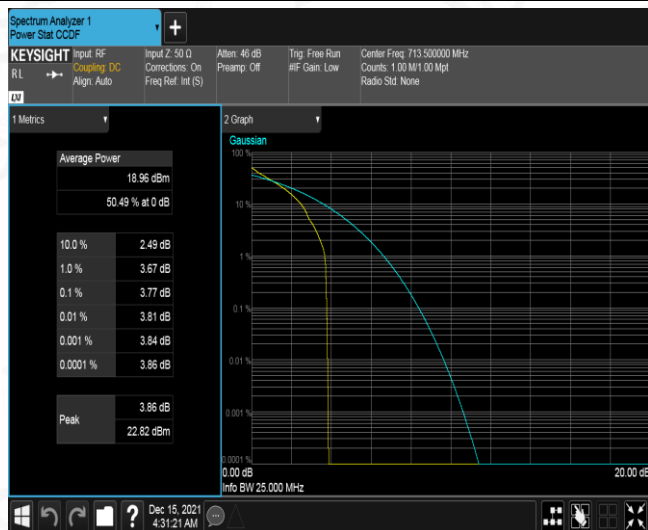 Spectrum Analyzer 1
Power Stat CCDF
+
KEYSIGHT
RL
LXI
Input: RF
Coupling: DC
Align: Auto
Input Z: 50 Ω
Corrections: On
Freq Ref: Int (S)
Atten: 46 dB
Preamp: Off
Trig: Free Run
#IF Gain: Low
Center Freq: 713.500000 MHz
Counts: 1.00 M/1.00 Mpt
Radio Std: None
1 Metrics
Average Power
18.96 dBm
50.49 % at 0 dB
10.0 % 2.49 dB
1.0 % 3.67 dB
0.1 % 3.77 dB
0.01 % 3.81 dB
0.001 % 3.84 dB
0.0001 % 3.86 dB
Peak
3.86 dB
22.82 dBm
2 Graph
Gaussian
100 %
10 %
1 %
0.1 %
0.01 %
0.001 %
0.0001 %
0.00 dB 20.00 dB
Info BW 25.000 MHz
?
Dec 15, 2021
4:31:21 AM